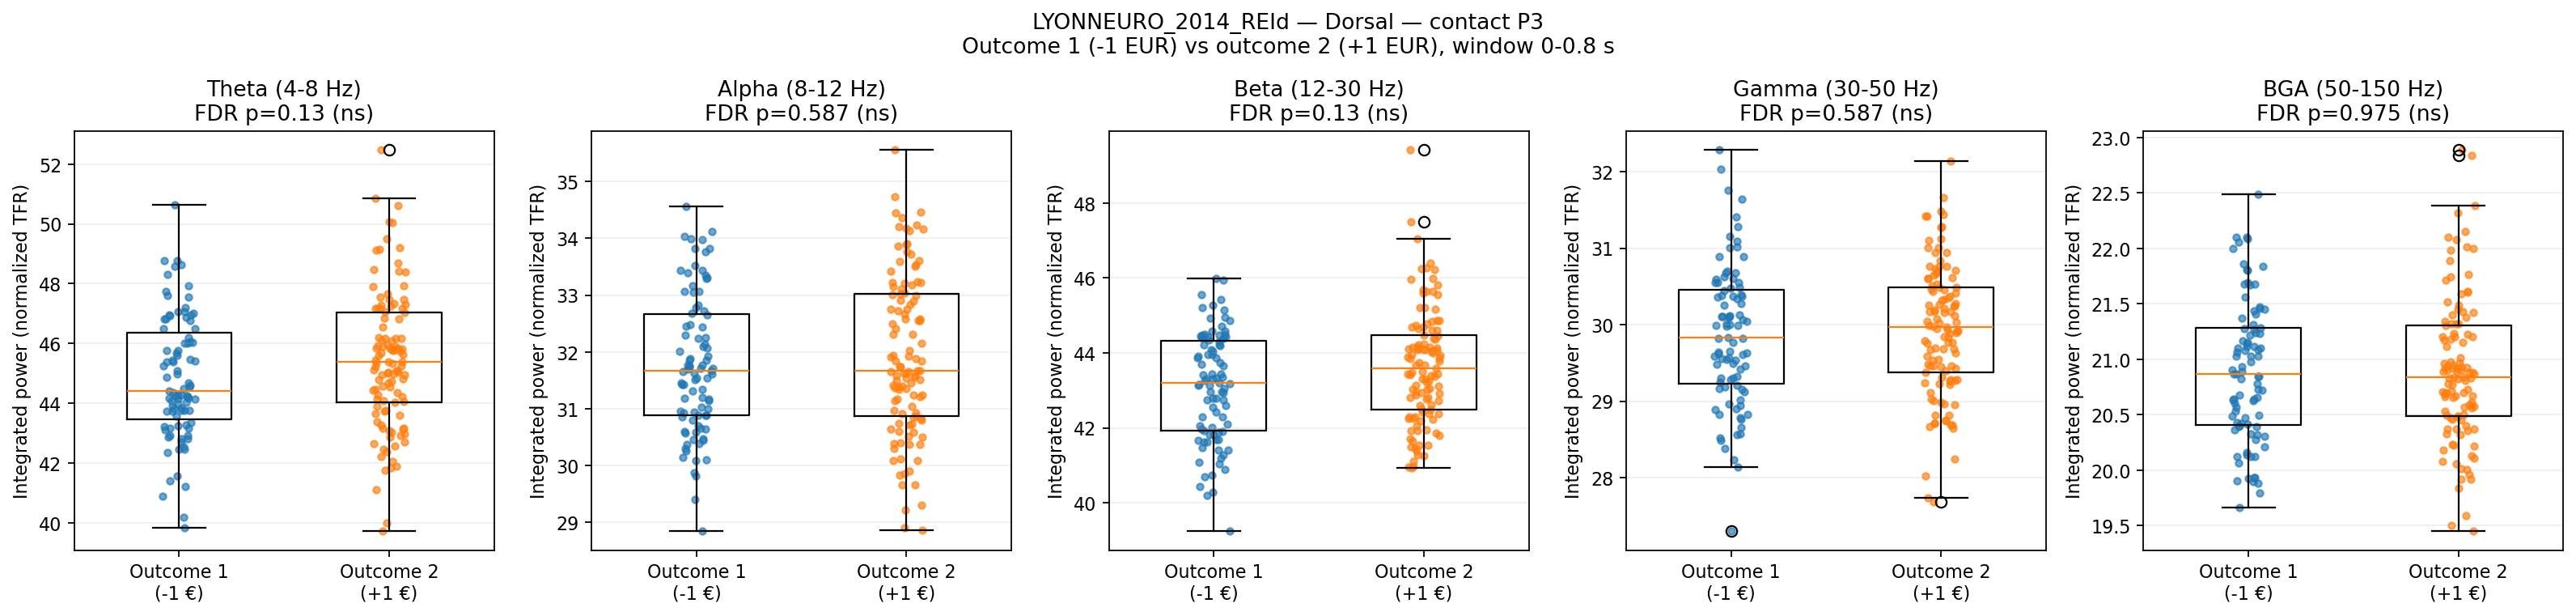 LYONNEURO_2014_REId — Dorsal — contact P3
Outcome 1 (-1 EUR) vs outcome 2 (+1 EUR), window 0-0.8 s
Theta (4-8 Hz)
FDR p=0.13 (ns)
Integrated power (normalized TFR)
52
50
48
46
44
42
40
Outcome 1
(-1 €)
Outcome 2
(+1 €)
Alpha (8-12 Hz)
FDR p=0.587 (ns)
Integrated power (normalized TFR)
35
34
33
32
31
30
29
Outcome 1
(-1 €)
Outcome 2
(+1 €)
Beta (12-30 Hz)
FDR p=0.13 (ns)
Integrated power (normalized TFR)
48
46
44
42
40
Outcome 1
(-1 €)
Outcome 2
(+1 €)
Gamma (30-50 Hz)
FDR p=0.587 (ns)
Integrated power (normalized TFR)
32
31
30
29
28
Outcome 1
(-1 €)
Outcome 2
(+1 €)
BGA (50-150 Hz)
FDR p=0.975 (ns)
Integrated power (normalized TFR)
23.0
22.5
22.0
21.5
21.0
20.5
20.0
19.5
Outcome 1
(-1 €)
Outcome 2
(+1 €)